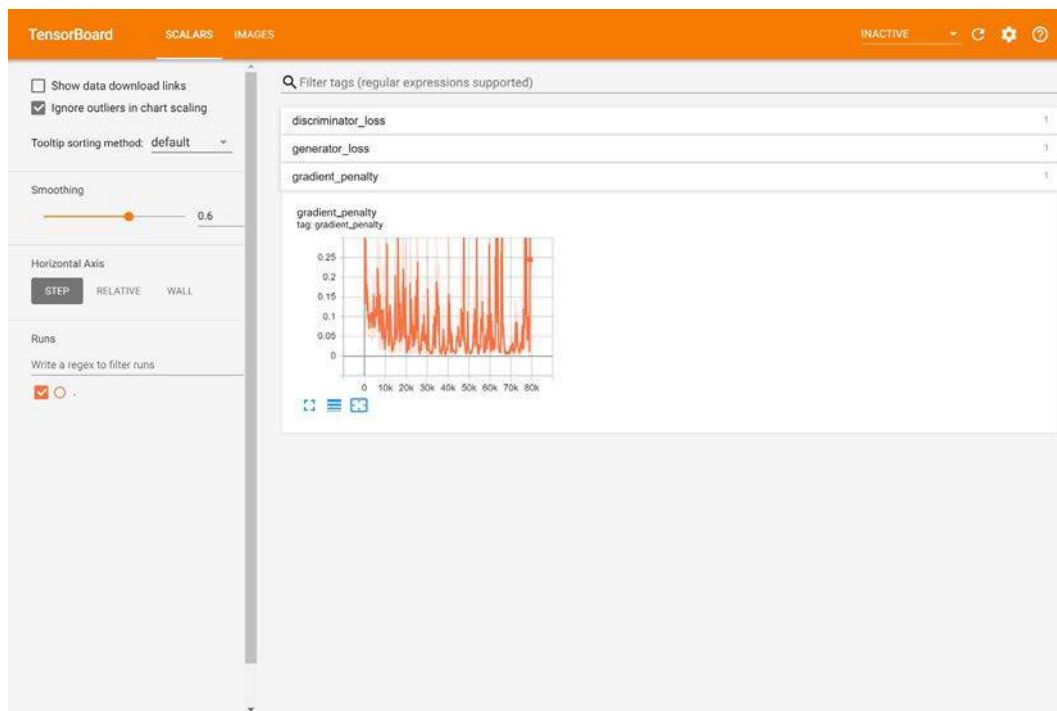 TensorBoard SCALARS IMAGES INACTIVE
Show data download links
Ignore outliers in chart scaling
Tooltip sorting method: default
Smoothing
0.6
Horizontal Axis
STEP RELATIVE WALL
Runs
Write a regex to filter runs
.
Filter tags (regular expressions supported)
discriminator_loss 1
generator_loss 1
gradient_penalty 1
gradient_penalty
tag: gradient_penalty
0.25
0.2
0.15
0.1
0.05
0
0 10k 20k 30k 40k 50k 60k 70k 80k